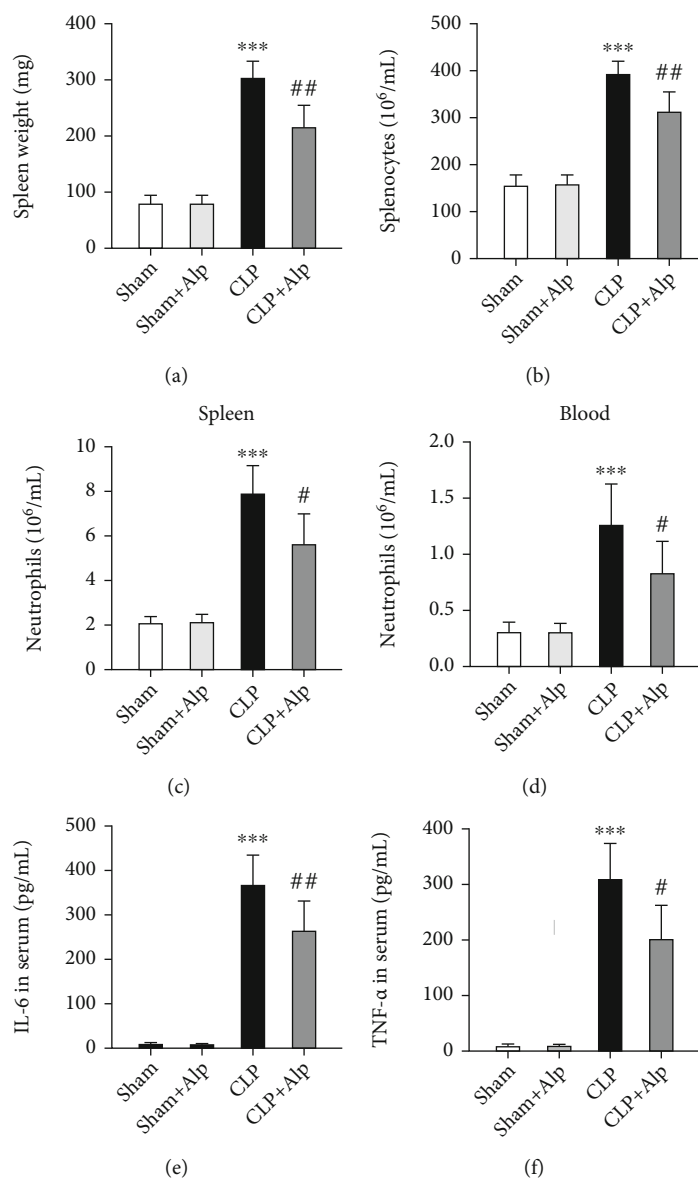 Spleen weight (mg)
400
300
200
100
0
***
##
Sham
Sham+Alp
CLP
CLP+Alp
(a)
Splenocytes (10⁶/mL)
500
400
300
200
100
0
***
##
Sham
Sham+Alp
CLP
CLP+Alp
(b)
Spleen
Neutrophils (10⁶/mL)
10
8
6
4
2
0
***
#
Sham
Sham+Alp
CLP
CLP+Alp
(c)
Blood
Neutrophils (10⁶/mL)
2.0
1.5
1.0
0.5
0.0
***
#
Sham
Sham+Alp
CLP
CLP+Alp
(d)
IL-6 in serum (pg/mL)
500
400
300
200
100
0
***
##
Sham
Sham+Alp
CLP
CLP+Alp
(e)
TNF-α in serum (pg/mL)
400
300
200
100
0
***
#
Sham
Sham+Alp
CLP
CLP+Alp
(f)